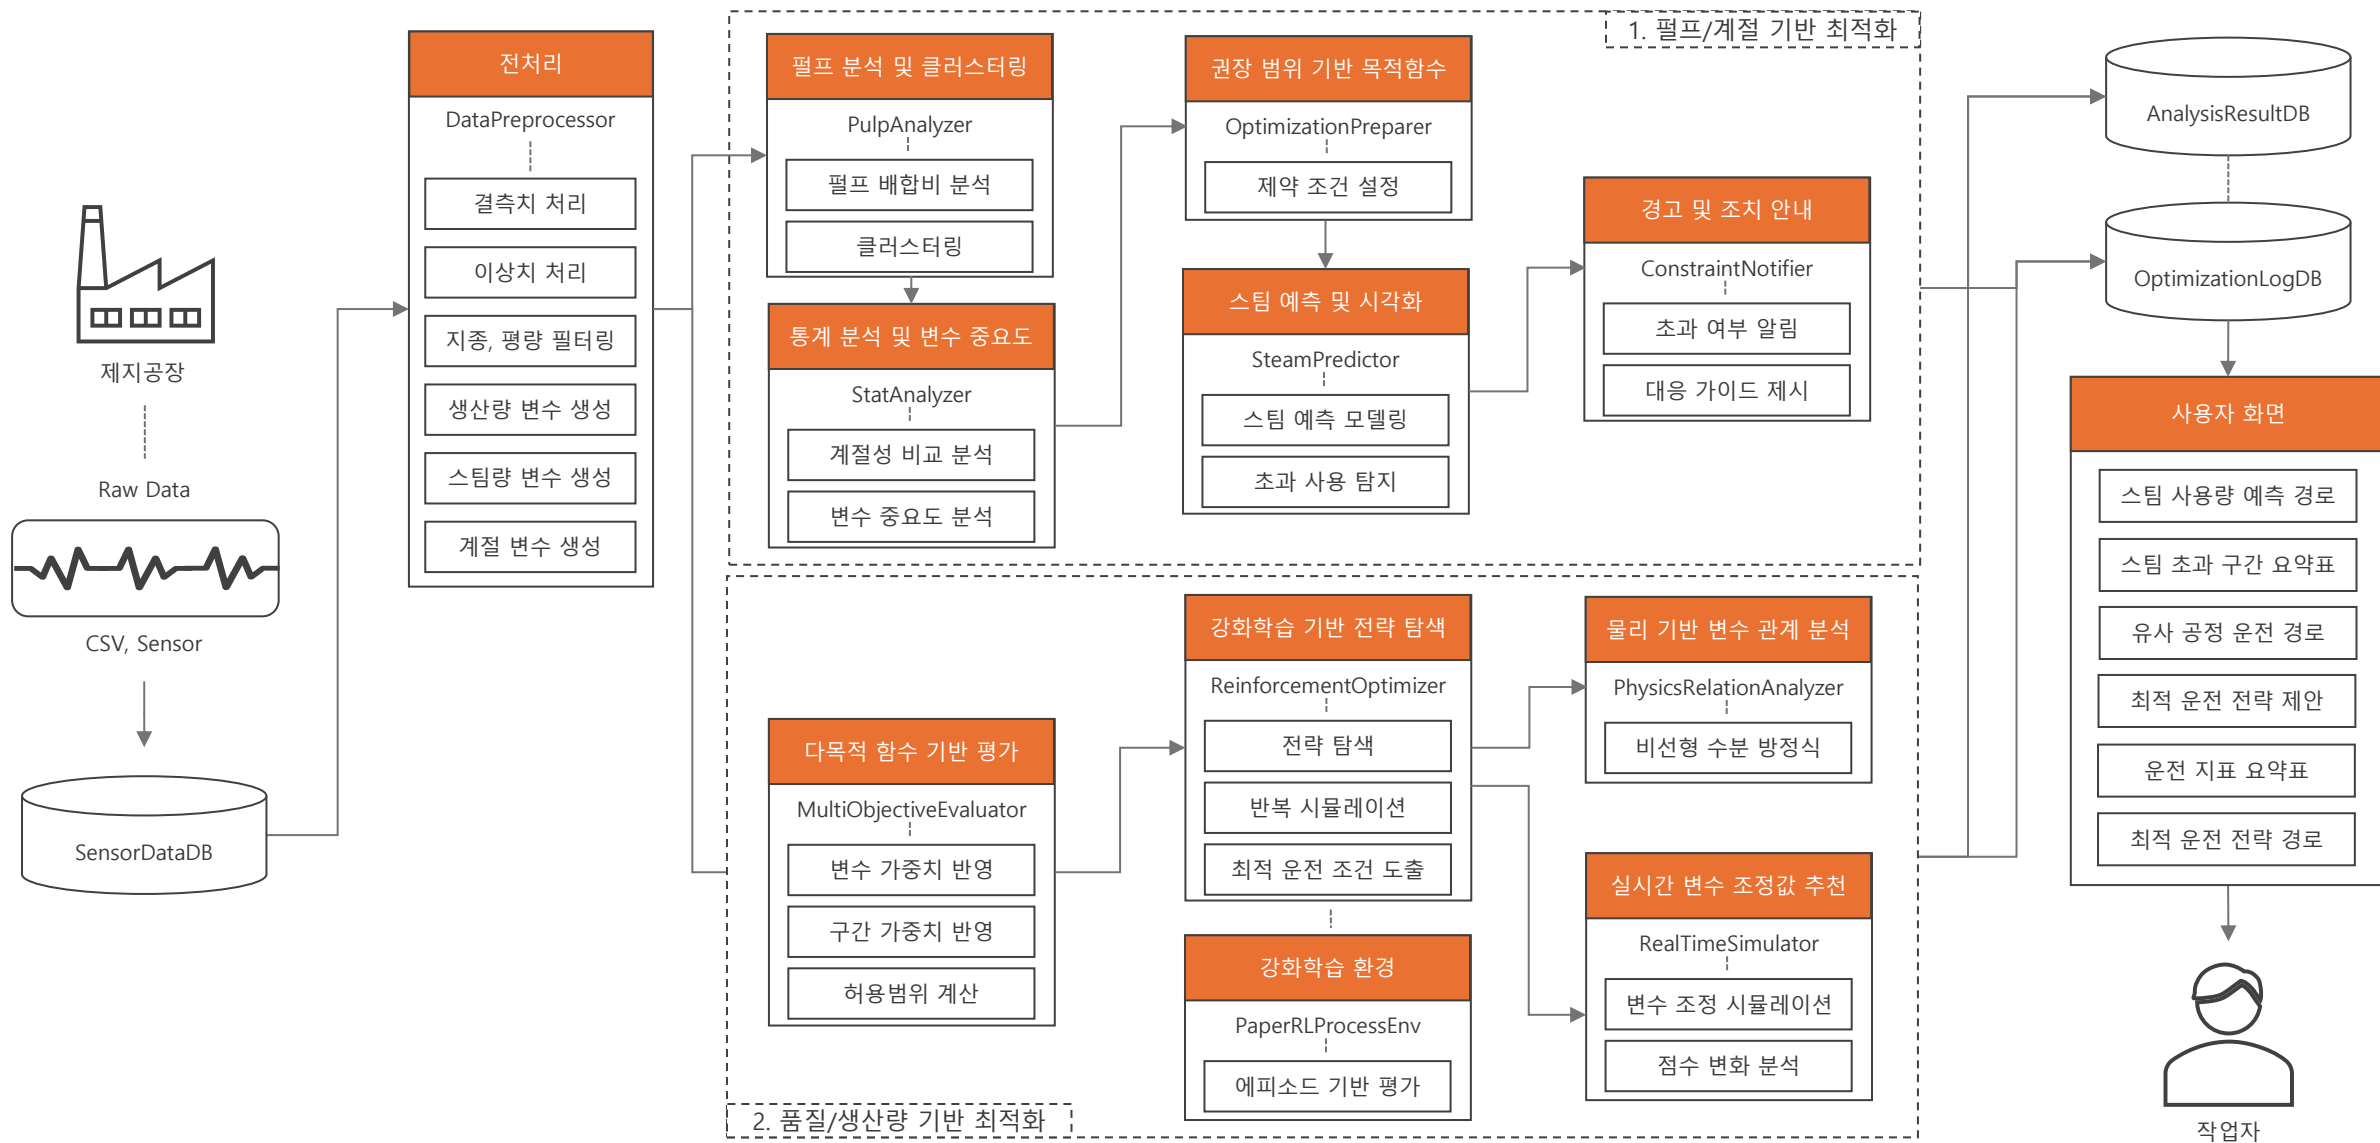 제지공장
Raw Data
CSV, Sensor
SensorDataDB
전처리
DataPreprocessor
결측치 처리
이상치 처리
지종, 평량 필터링
생산량 변수 생성
스팀량 변수 생성
계절 변수 생성
1. 펄프/계절 기반 최적화
펄프 분석 및 클러스터링
PulpAnalyzer
펄프 배합비 분석
클러스터링
통계 분석 및 변수 중요도
StatAnalyzer
계절성 비교 분석
변수 중요도 분석
권장 범위 기반 목적함수
OptimizationPreparer
제약 조건 설정
스팀 예측 및 시각화
SteamPredictor
스팀 예측 모델링
초과 사용 탐지
경고 및 조치 안내
ConstraintNotifier
초과 여부 알림
대응 가이드 제시
다목적 함수 기반 평가
MultiObjectiveEvaluator
변수 가중치 반영
구간 가중치 반영
허용범위 계산
강화학습 기반 전략 탐색
ReinforcementOptimizer
전략 탐색
반복 시뮬레이션
최적 운전 조건 도출
강화학습 환경
PaperRLProcessEnv
에피소드 기반 평가
물리 기반 변수 관계 분석
PhysicsRelationAnalyzer
비선형 수분 방정식
실시간 변수 조정값 추천
RealTimeSimulator
변수 조정 시뮬레이션
점수 변화 분석
2. 품질/생산량 기반 최적화
AnalysisResultDB
OptimizationLogDB
사용자 화면
스팀 사용량 예측 경로
스팀 초과 구간 요약표
유사 공정 운전 경로
최적 운전 전략 제안
운전 지표 요약표
최적 운전 전략 경로
작업자